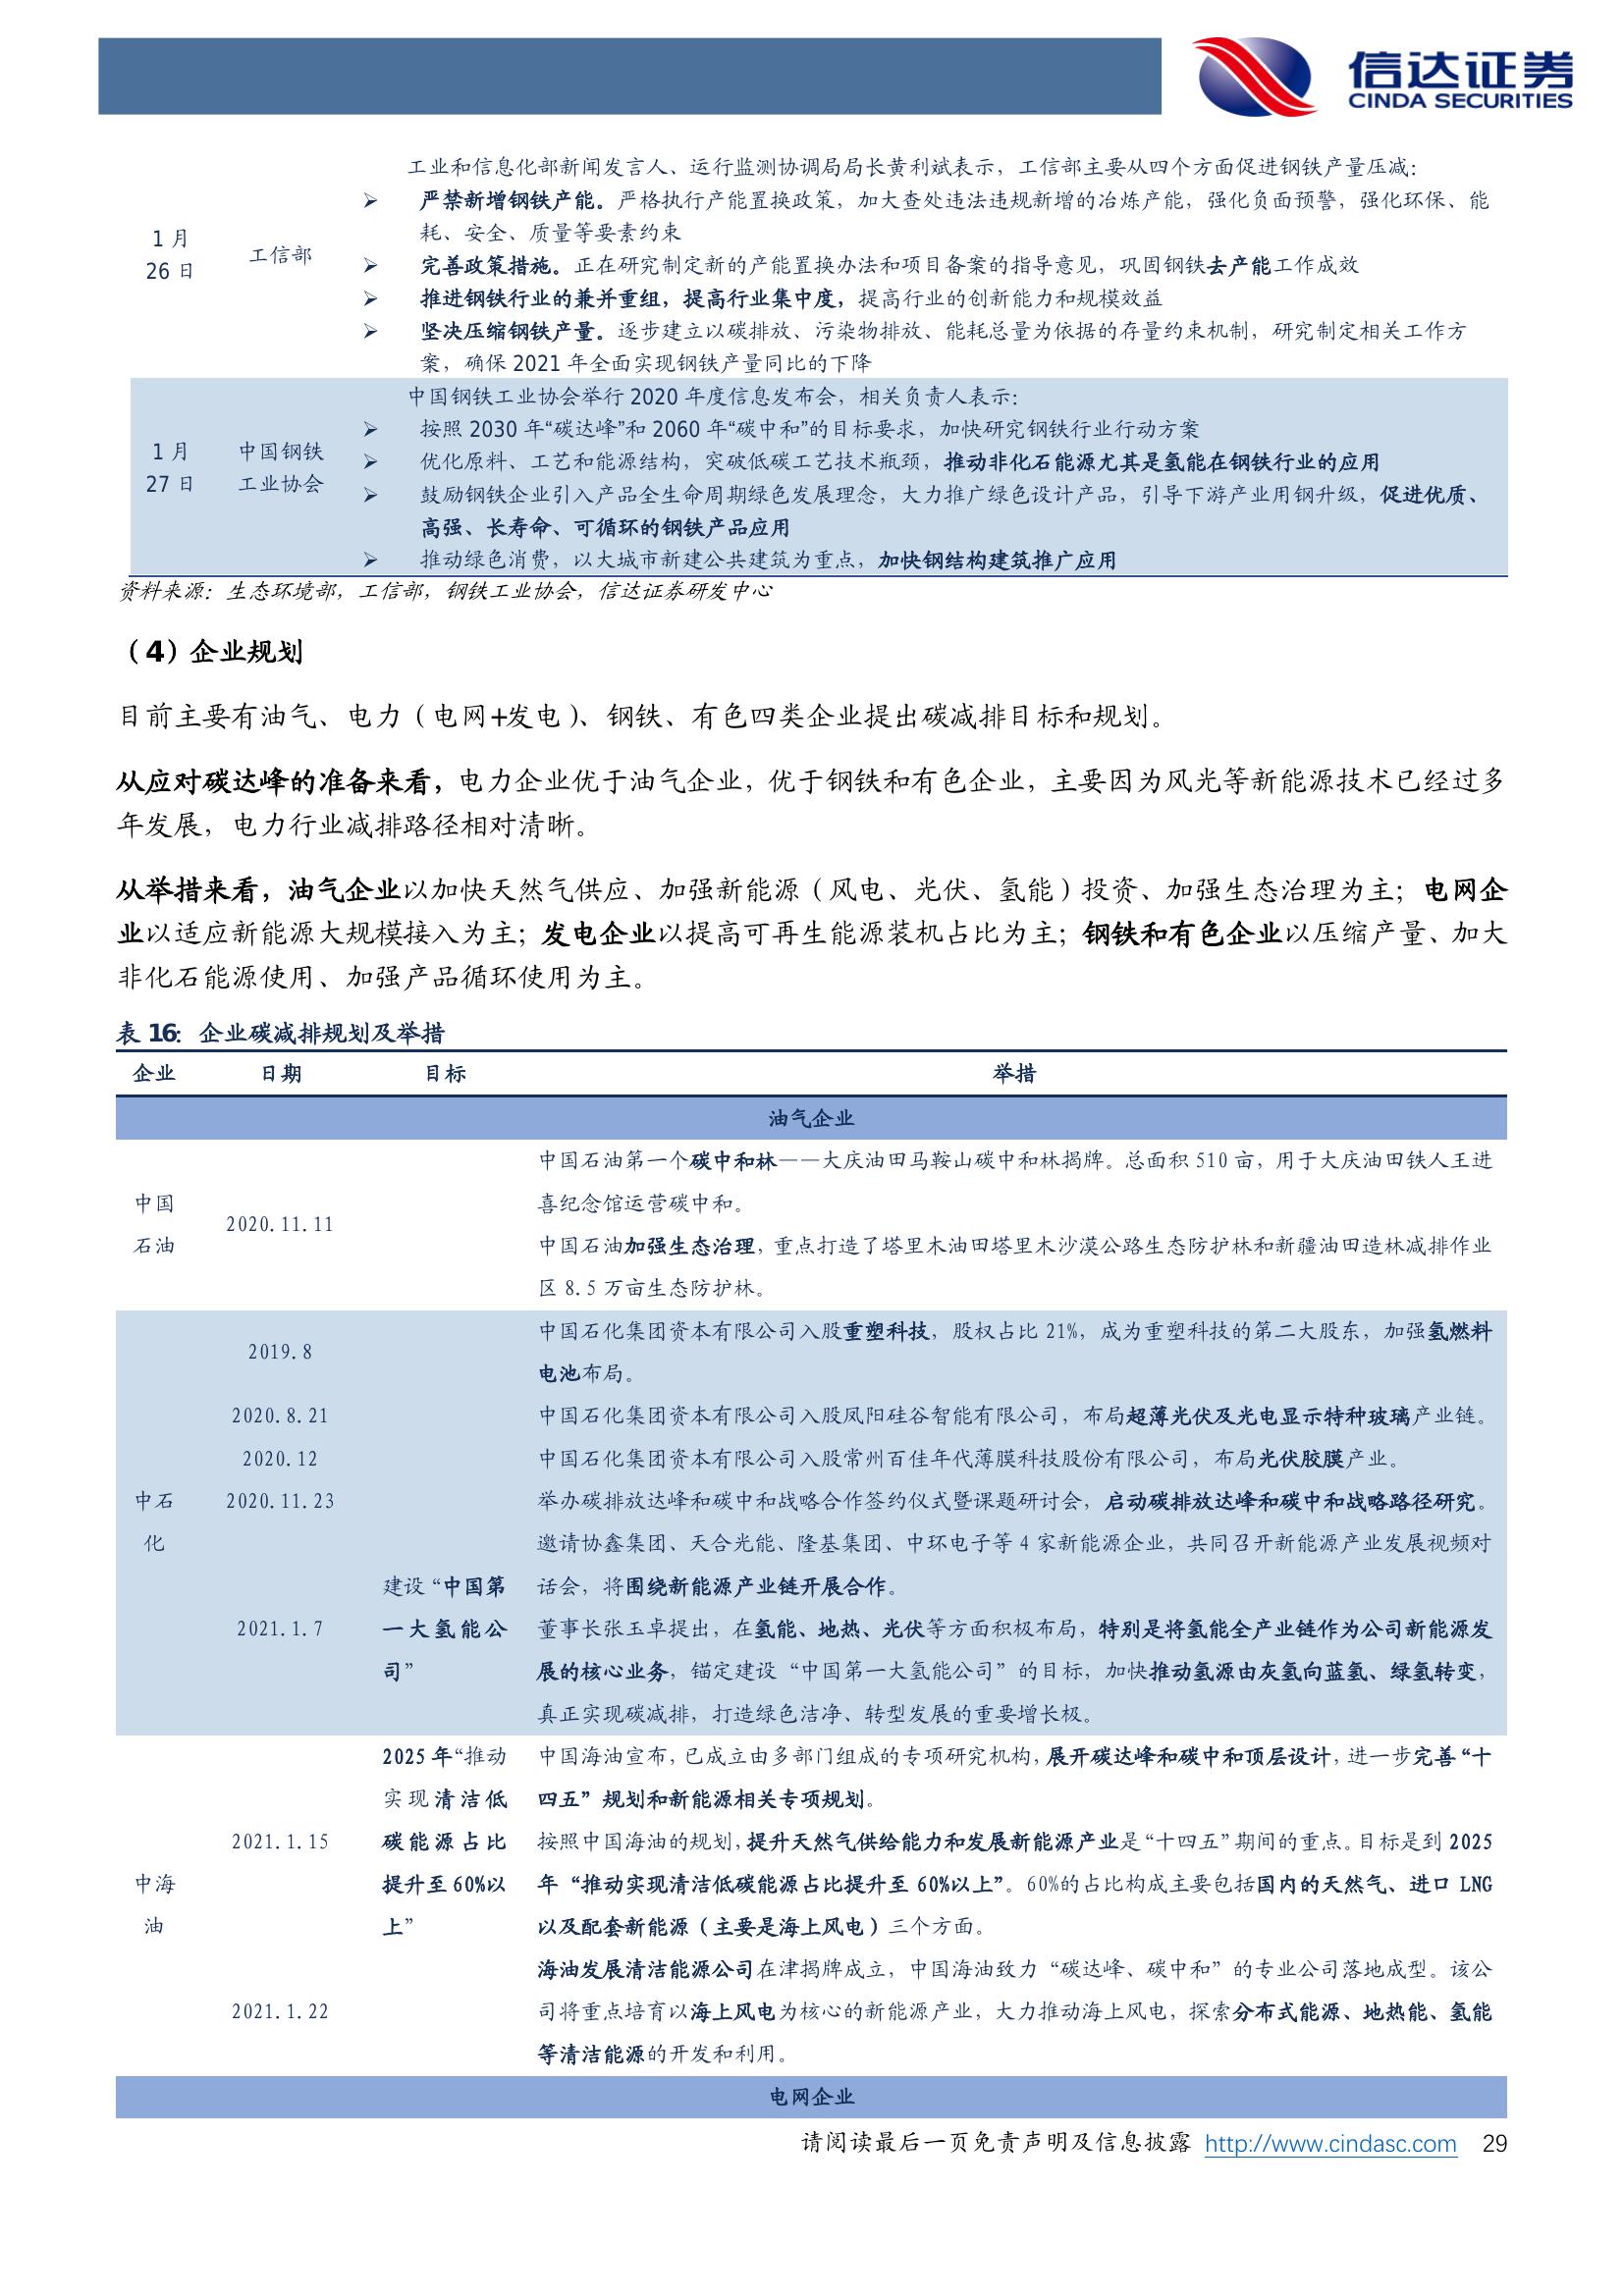 信达证券
CINDA SECURITIES
工业和信息化部新闻发言人、运行监测协调局局长黄利斌表示，工信部主要从四个方面促进钢铁产量压减：
1 月
26 日
工信部
➢ 严禁新增钢铁产能。严格执行产能置换政策，加大查处违法违规新增的冶炼产能，强化负面预警，强化环保、能
耗、安全、质量等要素约束
➢ 完善政策措施。正在研究制定新的产能置换办法和项目备案的指导意见，巩固钢铁去产能工作成效
➢ 推进钢铁行业的兼并重组，提高行业集中度，提高行业的创新能力和规模效益
➢ 坚决压缩钢铁产量。逐步建立以碳排放、污染物排放、能耗总量为依据的存量约束机制，研究制定相关工作方
案，确保 2021 年全面实现钢铁产量同比的下降
1 月
27 日
中国钢铁
工业协会
中国钢铁工业协会举行 2020 年度信息发布会，相关负责人表示：
➢ 按照 2030 年“碳达峰”和 2060 年“碳中和”的目标要求，加快研究钢铁行业行动方案
➢ 优化原料、工艺和能源结构，突破低碳工艺技术瓶颈，推动非化石能源尤其是氢能在钢铁行业的应用
➢ 鼓励钢铁企业引入产品全生命周期绿色发展理念，大力推广绿色设计产品，引导下游产业用钢升级，促进优质、
高强、长寿命、可循环的钢铁产品应用
➢ 推动绿色消费，以大城市新建公共建筑为重点，加快钢结构建筑推广应用
资料来源：生态环境部，工信部，钢铁工业协会，信达证券研发中心
（4）企业规划
目前主要有油气、电力（电网+发电）、钢铁、有色四类企业提出碳减排目标和规划。
从应对碳达峰的准备来看，电力企业优于油气企业，优于钢铁和有色企业，主要因为风光等新能源技术已经过多
年发展，电力行业减排路径相对清晰。
从举措来看，油气企业以加快天然气供应、加强新能源（风电、光伏、氢能）投资、加强生态治理为主；电网企
业以适应新能源大规模接入为主；发电企业以提高可再生能源装机占比为主；钢铁和有色企业以压缩产量、加大
非化石能源使用、加强产品循环使用为主。
表 16：企业碳减排规划及举措
企业 日期 目标 举措
油气企业
中国
石油
2020.11.11
中国石油第一个碳中和林——大庆油田马鞍山碳中和林揭牌。总面积 510 亩，用于大庆油田铁人王进
喜纪念馆运营碳中和。
中国石油加强生态治理，重点打造了塔里木油田塔里木沙漠公路生态防护林和新疆油田造林减排作业
区 8.5 万亩生态防护林。
中石
化
2019.8
中国石化集团资本有限公司入股重塑科技，股权占比 21%，成为重塑科技的第二大股东，加强氢燃料
电池布局。
2020.8.21 中国石化集团资本有限公司入股凤阳硅谷智能有限公司，布局超薄光伏及光电显示特种玻璃产业链。
2020.12 中国石化集团资本有限公司入股常州百佳年代薄膜科技股份有限公司，布局光伏胶膜产业。
2020.11.23 举办碳排放达峰和碳中和战略合作签约仪式暨课题研讨会，启动碳排放达峰和碳中和战略路径研究。
2021.1.7
建设“中国第
一大氢能公
司”
邀请协鑫集团、天合光能、隆基集团、中环电子等 4 家新能源企业，共同召开新能源产业发展视频对
话会，将围绕新能源产业链开展合作。
董事长张玉卓提出，在氢能、地热、光伏等方面积极布局，特别是将氢能全产业链作为公司新能源发
展的核心业务，锚定建设“中国第一大氢能公司”的目标，加快推动氢源由灰氢向蓝氢、绿氢转变，
真正实现碳减排，打造绿色洁净、转型发展的重要增长极。
中海
油
2021.1.15
2025 年“推动
实现清洁低
碳能源占比
提升至 60%以
上”
中国海油宣布，已成立由多部门组成的专项研究机构，展开碳达峰和碳中和顶层设计，进一步完善“十
四五”规划和新能源相关专项规划。
按照中国海油的规划，提升天然气供给能力和发展新能源产业是“十四五”期间的重点。目标是到 2025
年“推动实现清洁低碳能源占比提升至 60%以上”。60%的占比构成主要包括国内的天然气、进口 LNG
以及配套新能源（主要是海上风电）三个方面。
2021.1.22
海油发展清洁能源公司在津揭牌成立，中国海油致力“碳达峰、碳中和”的专业公司落地成型。该公
司将重点培育以海上风电为核心的新能源产业，大力推动海上风电，探索分布式能源、地热能、氢能
等清洁能源的开发和利用。
电网企业
请阅读最后一页免责声明及信息披露 http://www.cindasc.com 29